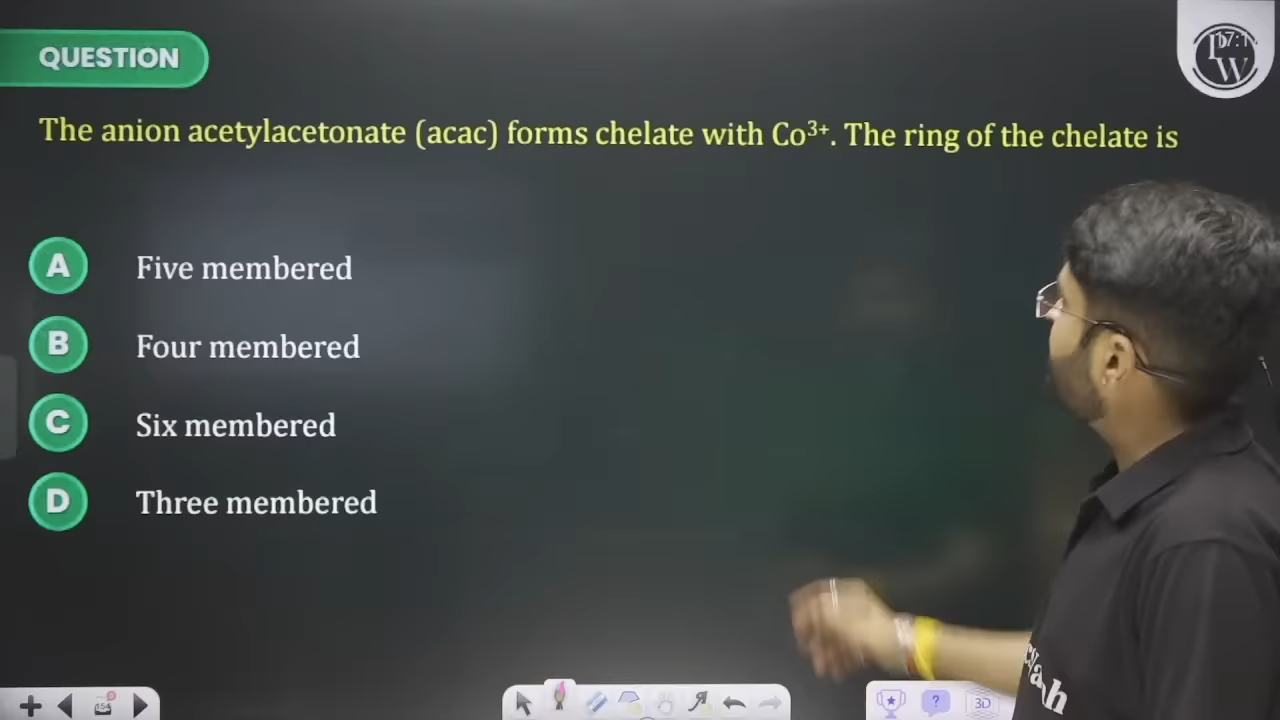 QUESTION
The anion acetylacetonate (acac) forms chelate with Co³⁺. The ring of the chelate is
A Five membered
B Four membered
C Six membered
D Three membered
3D